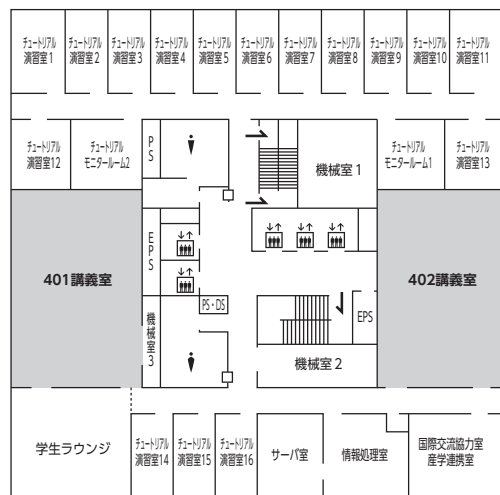 チュートリアル
演習室1
チュートリアル
演習室2
チュートリアル
演習室3
チュートリアル
演習室4
チュートリアル
演習室5
チュートリアル
演習室6
チュートリアル
演習室7
チュートリアル
演習室8
チュートリアル
演習室9
チュートリアル
演習室10
チュートリアル
演習室11
チュートリアル
演習室12
チュートリアル
モニタールーム2
PS
機械室1
チュートリアル
モニタールーム1
チュートリアル
演習室13
401講義室
EPS
402講義室
PS・DS
EPS
機械室3
機械室2
学生ラウンジ
チュートリアル
演習室14
チュートリアル
演習室15
チュートリアル
演習室16
サーバ室
情報処理室
国際交流協力室
産学連携室